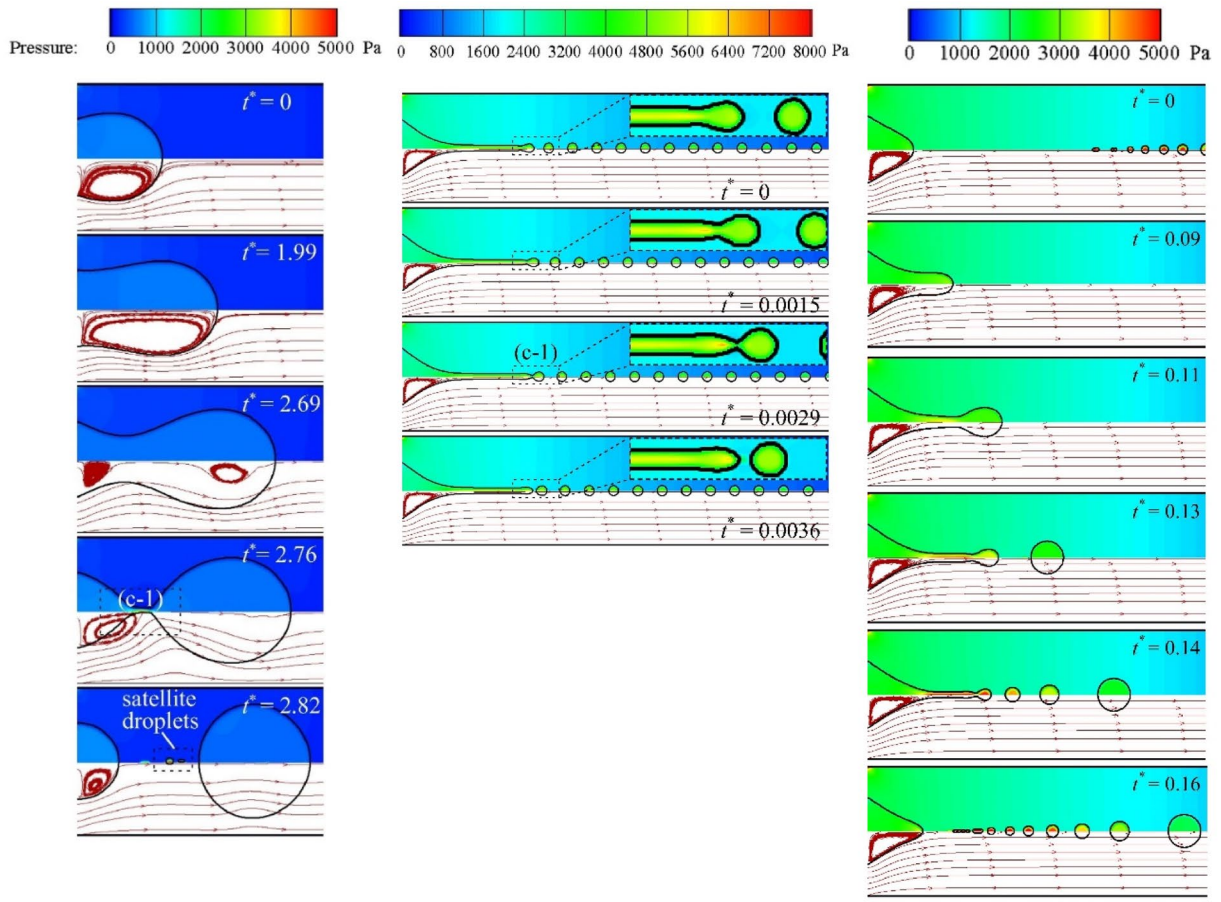 Pressure:
0 1000 2000 3000 4000 5000 Pa
t* = 0
t* = 1.99
t* = 2.69
t* = 2.76
(c-1)
t* = 2.82
satellite
droplets
0 800 1600 2400 3200 4000 4800 5600 6400 7200 8000
Pa
t* = 0
t* = 0.0015
(c-1)
t* = 0.0029
t* = 0.0036
0 1000 2000 3000 4000 5000
Pa
t* = 0
t* = 0.09
t* = 0.11
t* = 0.13
t* = 0.14
t* = 0.16